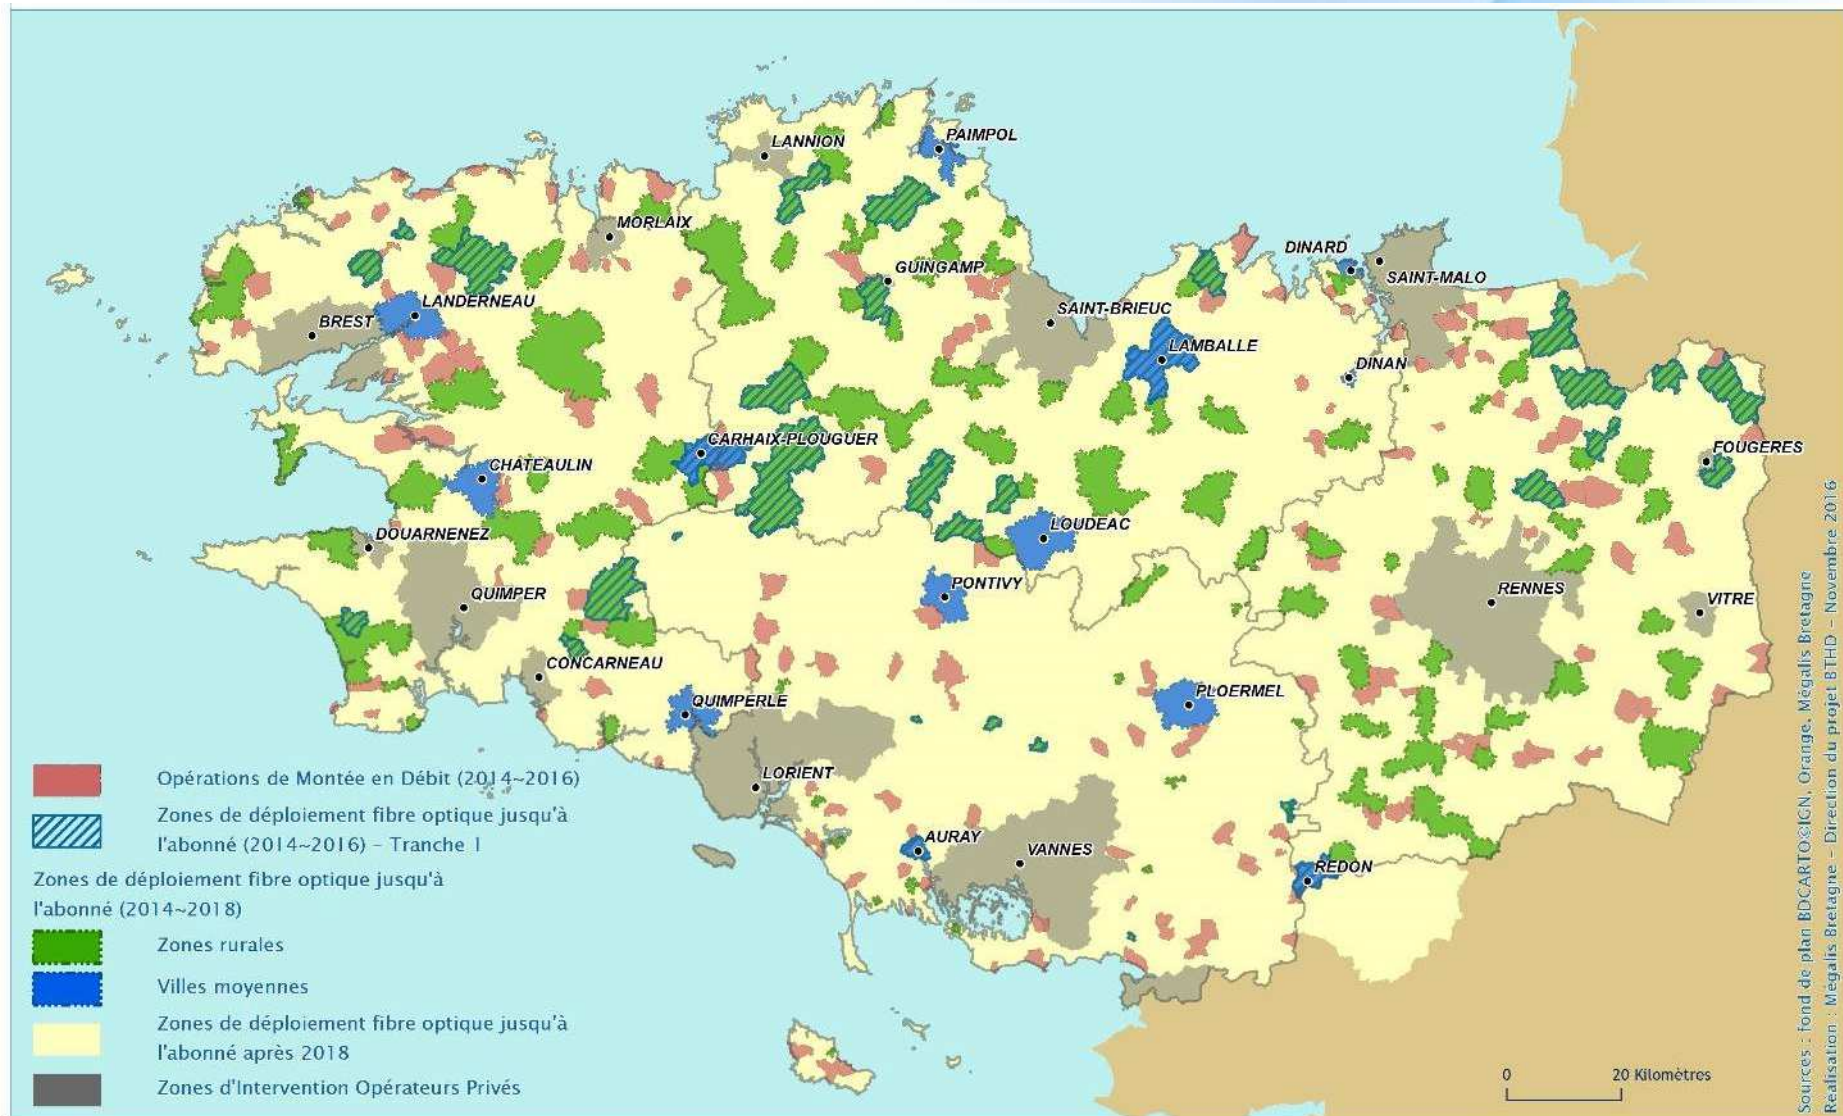 LANNION
PAIMPOL
MORLAIX
GUINGAMP
DINARD
SAINT-MALO
LANDERNEAU
BREST
SAINT-BRIEUC
LAMBALLE
DINAN
CARHAIX-PLOUGUER
FOUGERES
CHATEAULIN
LOUDEAC
DOUARNENEZ
QUIMPER
PONTIVY
RENNES
VITRE
CONCARNEAU
QUIMPERLE
PLOERMEL
LORIENT
AURAY
VANNES
REDON
Opérations de Montée en Débit (2014~2016)
Zones de déploiement fibre optique jusqu'à
l'abonné (2014~2016) – Tranche 1
Zones de déploiement fibre optique jusqu'à
l'abonné (2014~2018)
Zones rurales
Villes moyennes
Zones de déploiement fibre optique jusqu'à
l'abonné après 2018
Zones d'Intervention Opérateurs Privés
0 20 Kilomètres
Sources : fond de plan BDCARTO©ICN, Orange, Mégalis Bretagne
Réalisation : Mégalis Bretagne – Direction du projet BTHD – Novembre 2016